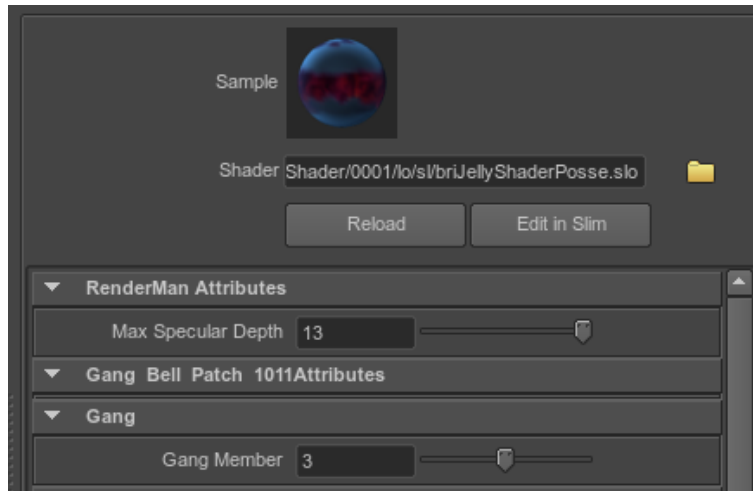 Sample
Shader Shader/0001/lo/sl/briJellyShaderPosse.slo
Reload Edit in Slim
RenderMan Attributes
Max Specular Depth 13
Gang Bell Patch 1011Attributes
Gang
Gang Member 3